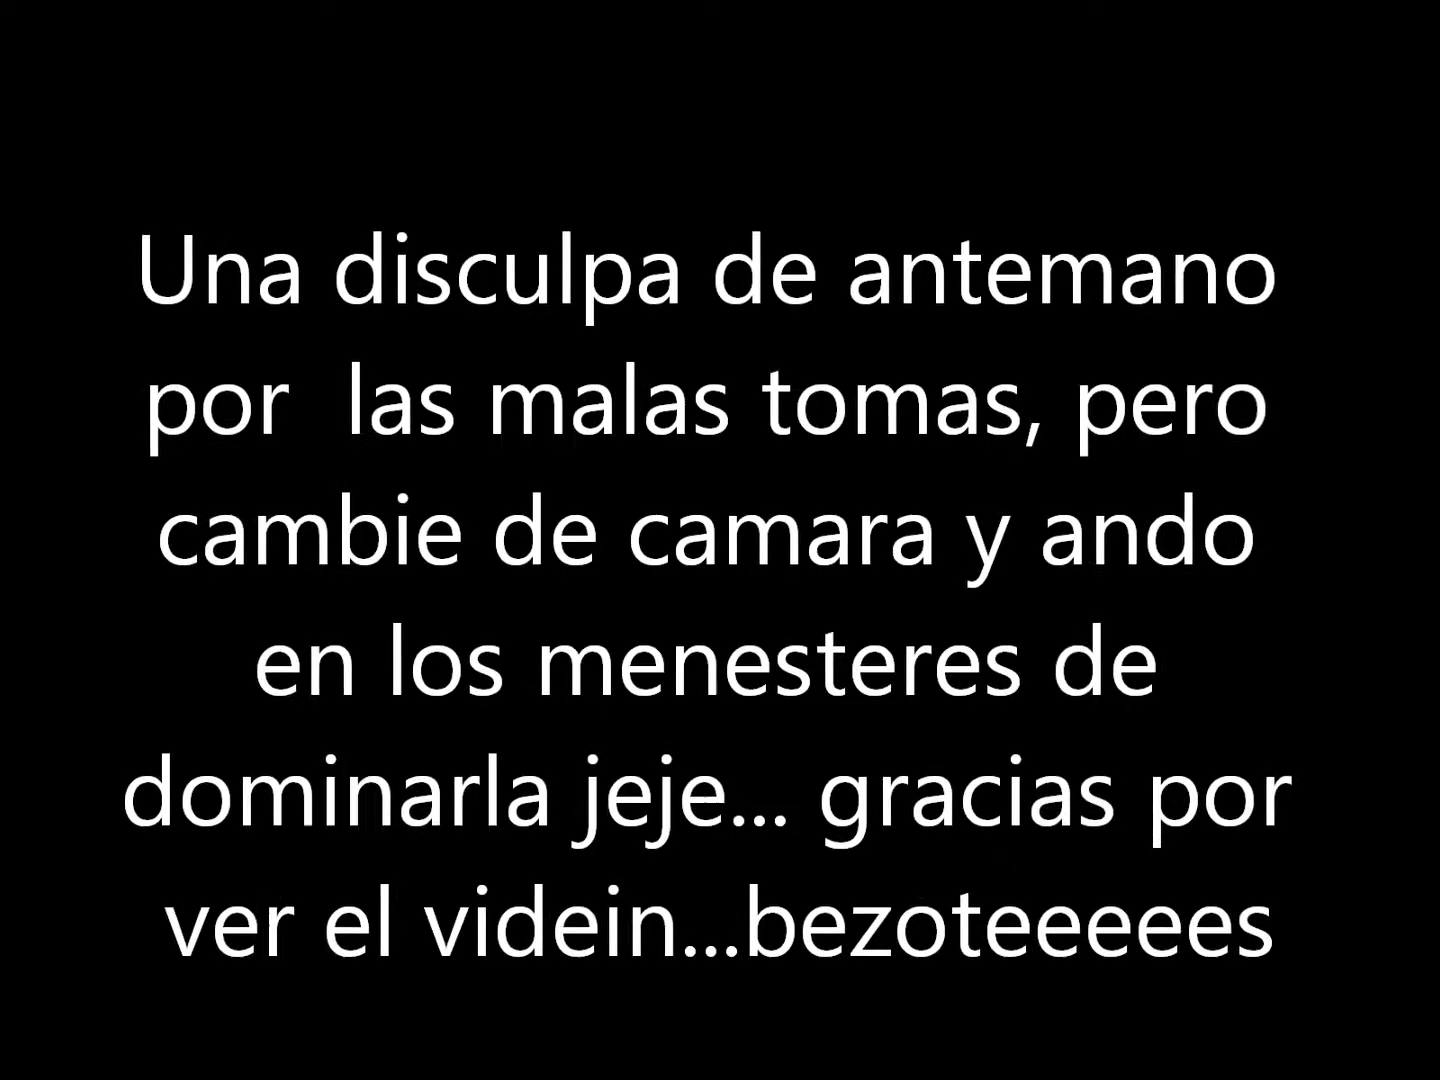 Una disculpa de antemano
por  las malas tomas, pero
cambie de camara y ando
en los menesteres de
dominarla jeje... gracias por
ver el videin...bezoteeeees